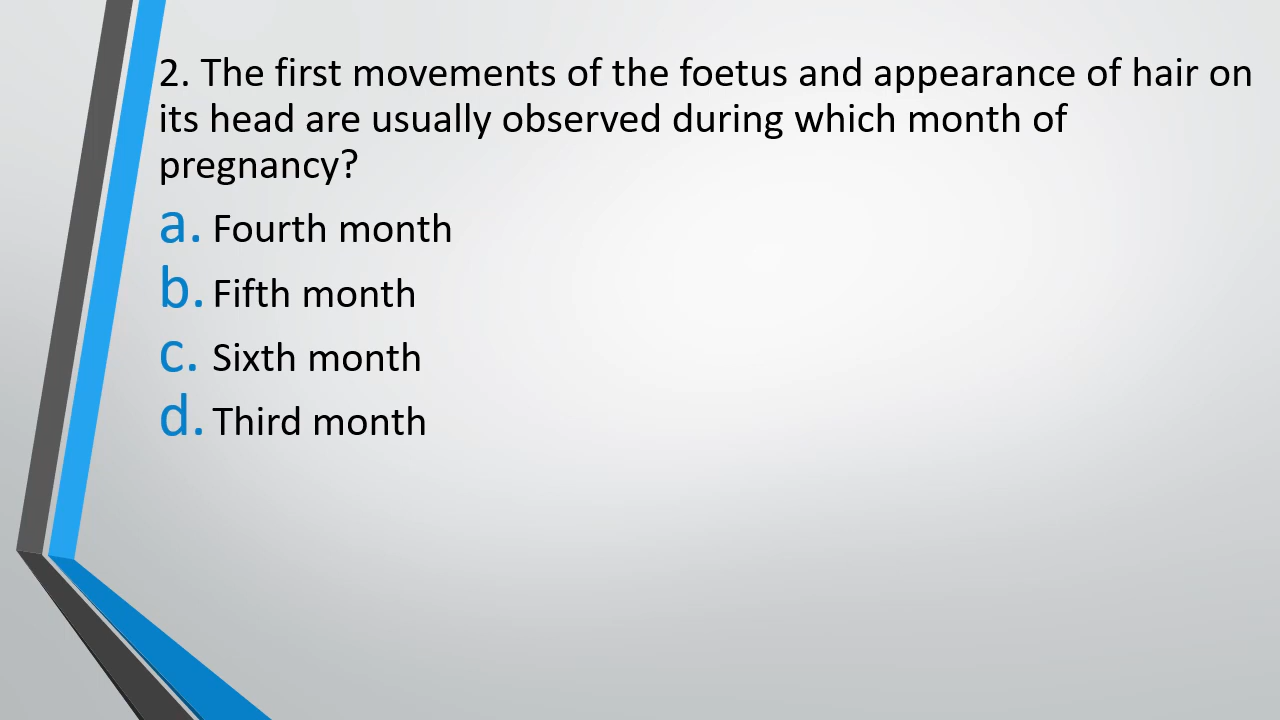 2. The first movements of the foetus and appearance of hair on
its head are usually observed during which month of
pregnancy?
a. Fourth month
b. Fifth month
c. Sixth month
d. Third month